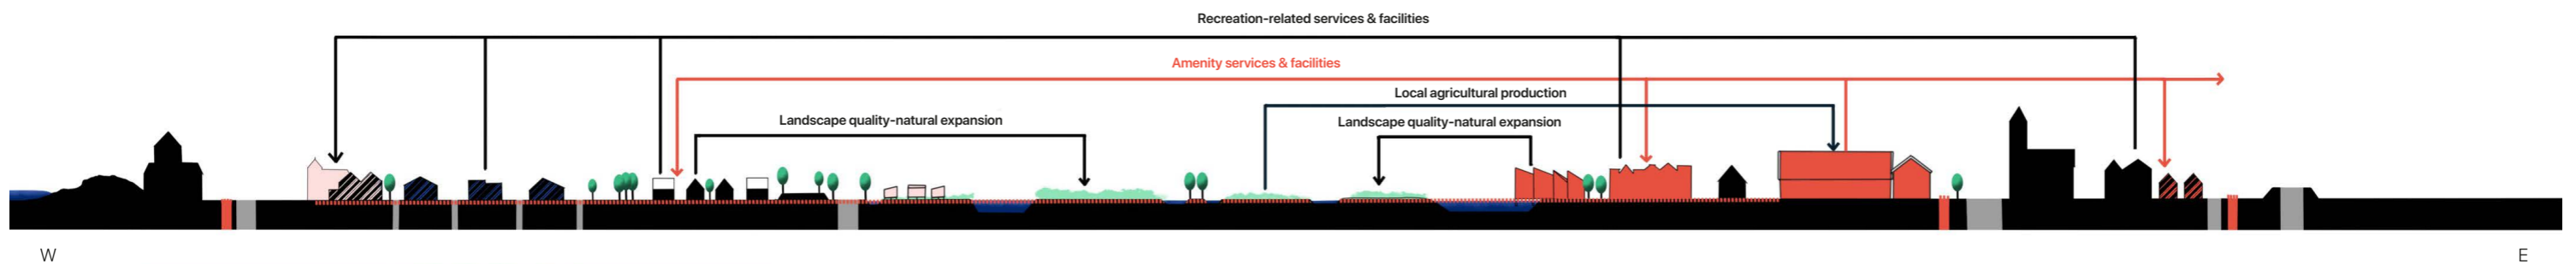 Recreation-related services & facilities
Amenity services & facilities
Local agricultural production
Landscape quality-natural expansion
Landscape quality-natural expansion
W
E